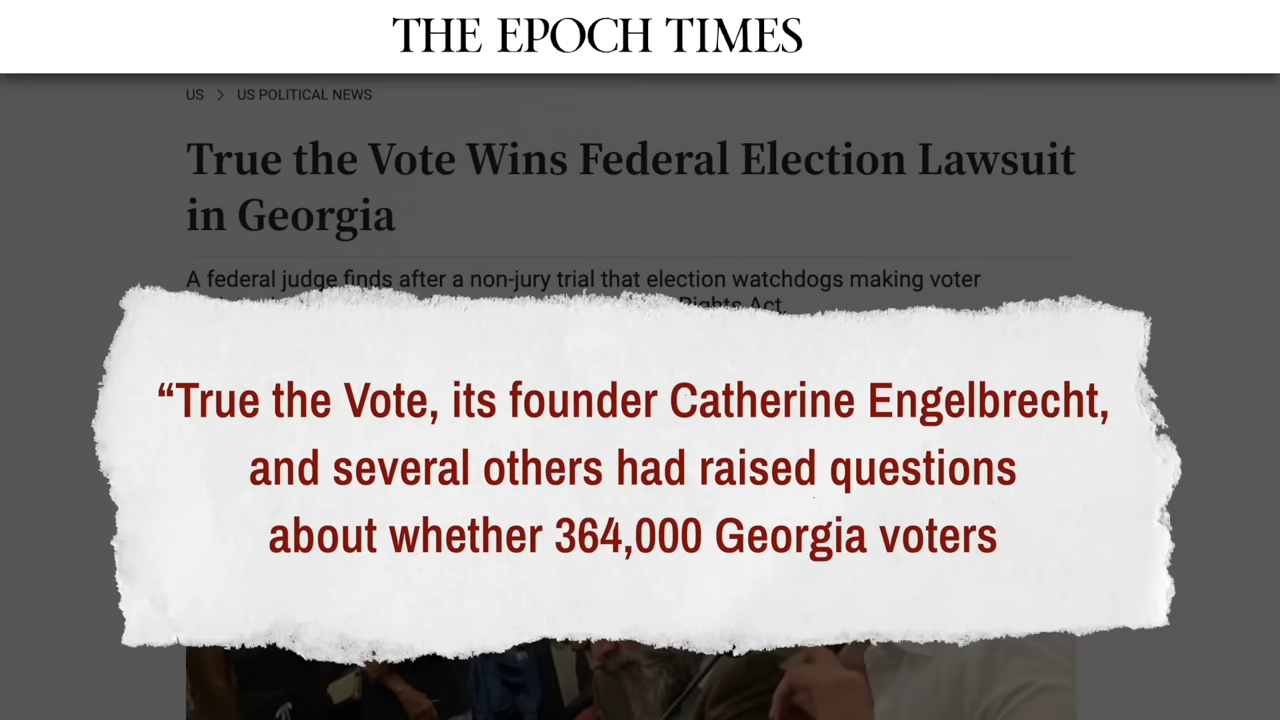 THE EPOCH TIMES
US > US POLITICAL NEWS
True the Vote Wins Federal Election Lawsuit
in Georgia
A federal judge finds after a non-jury trial that election watchdogs making voter
Rights Act.
“True the Vote, its founder Catherine Engelbrecht,
and several others had raised questions
about whether 364,000 Georgia voters